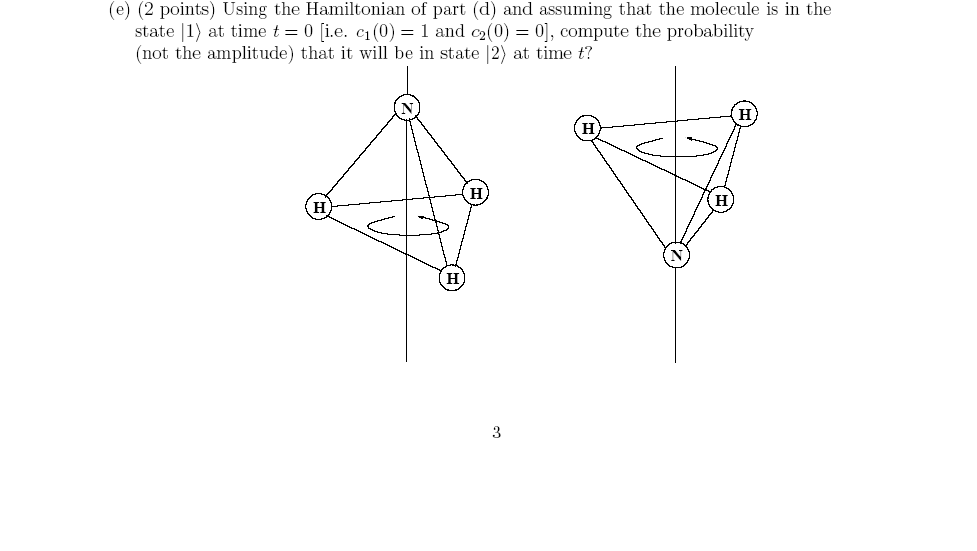 (e) (2 points) Using the Hamiltonian of part (d) and assuming that the molecule is in the
state |1⟩ at time t = 0 [i.e. c₁(0) = 1 and c₂(0) = 0], compute the probability
(not the amplitude) that it will be in state |2⟩ at time t?
N
H
H
H
H
H
H
N
3